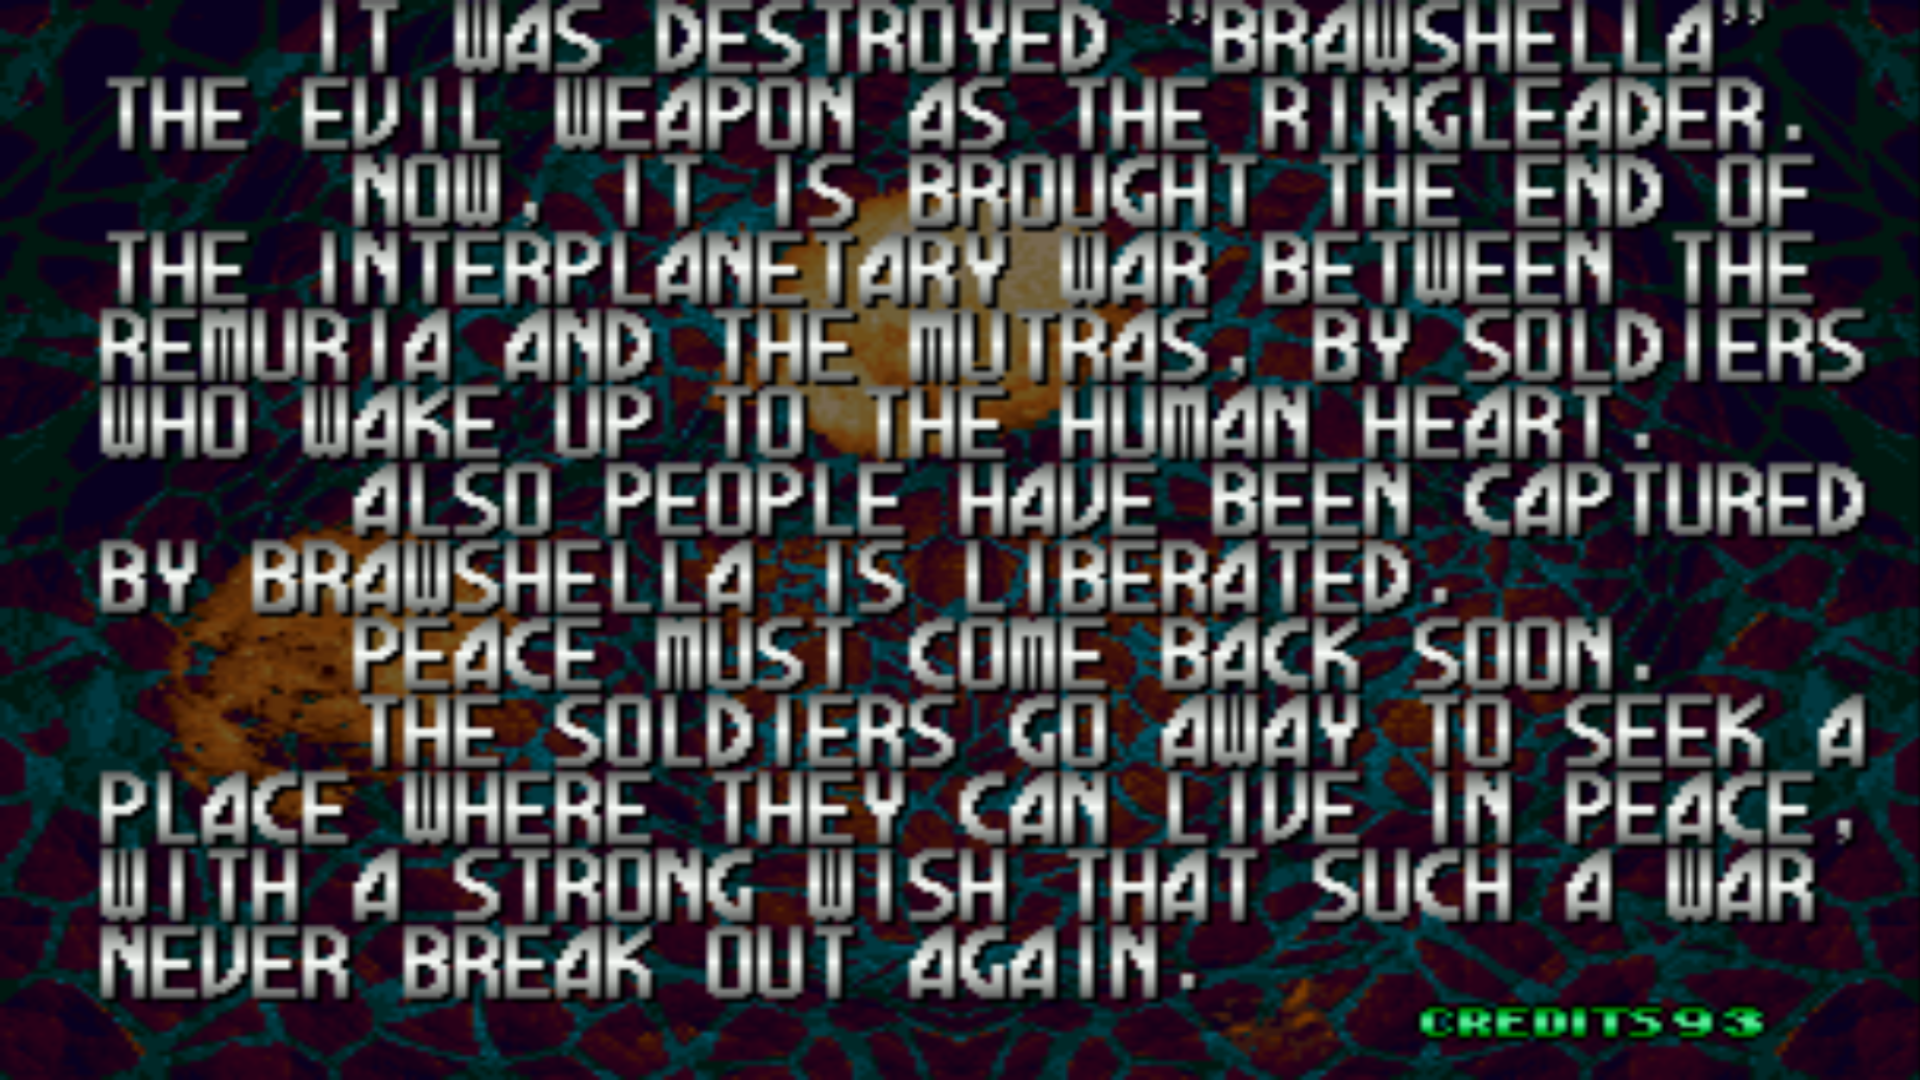 IT WAS DESTROYED "BRAWSHELLA"
THE EVIL WEAPON AS THE RINGLEADER.
NOW, IT IS BROUGHT THE END OF
THE INTERPLANETARY WAR BETWEEN THE
REMURIA AND THE MUTRAS, BY SOLDIERS
WHO WAKE UP TO THE HUMAN HEART.
ALSO PEOPLE HAVE BEEN CAPTURED
BY BRAWSHELLA IS LIBERATED.
PEACE MUST COME BACK SOON.
THE SOLDIERS GO AWAY TO SEEK A
PLACE WHERE THEY CAN LIVE IN PEACE,
WITH A STRONG WISH THAT SUCH A WAR
NEVER BREAK OUT AGAIN.
CREDITS 93